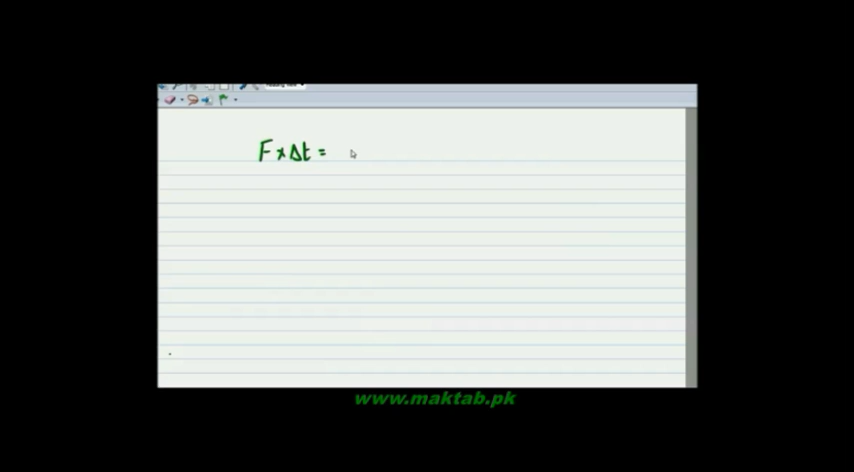 F × Δt =
www.maktab.pk